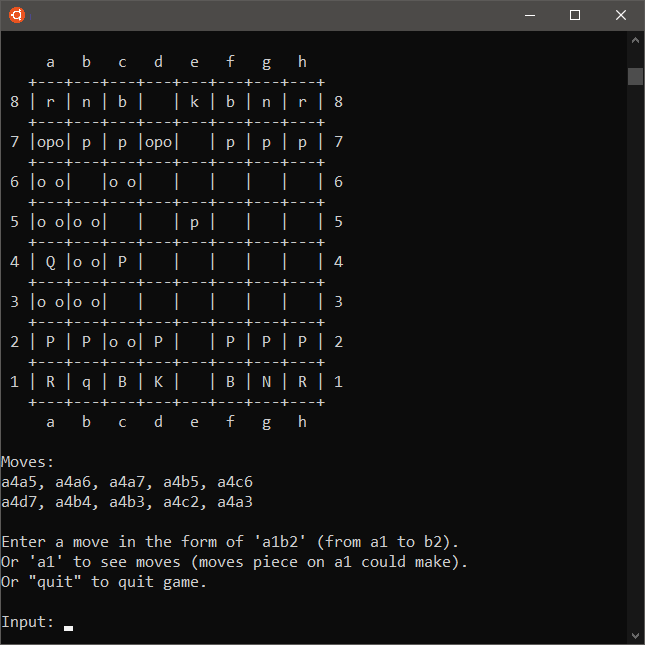 a   b   c   d   e   f   g   h
   +---+---+---+---+---+---+---+---+
 8 | r | n | b |   | k | b | n | r | 8
   +---+---+---+---+---+---+---+---+
 7 |opo| p | p |opo|   | p | p | p | 7
   +---+---+---+---+---+---+---+---+
 6 |o o|   |o o|   |   |   |   |   | 6
   +---+---+---+---+---+---+---+---+
 5 |o o|o o|   |   | p |   |   |   | 5
   +---+---+---+---+---+---+---+---+
 4 | Q |o o| P |   |   |   |   |   | 4
   +---+---+---+---+---+---+---+---+
 3 |o o|o o|   |   |   |   |   |   | 3
   +---+---+---+---+---+---+---+---+
 2 | P | P |o o| P |   | P | P | P | 2
   +---+---+---+---+---+---+---+---+
 1 | R | q | B | K |   | B | N | R | 1
   +---+---+---+---+---+---+---+---+
     a   b   c   d   e   f   g   h
Moves:
a4a5, a4a6, a4a7, a4b5, a4c6
a4d7, a4b4, a4b3, a4c2, a4a3
Enter a move in the form of 'a1b2' (from a1 to b2).
Or 'a1' to see moves (moves piece on a1 could make).
Or "quit" to quit game.
Input: